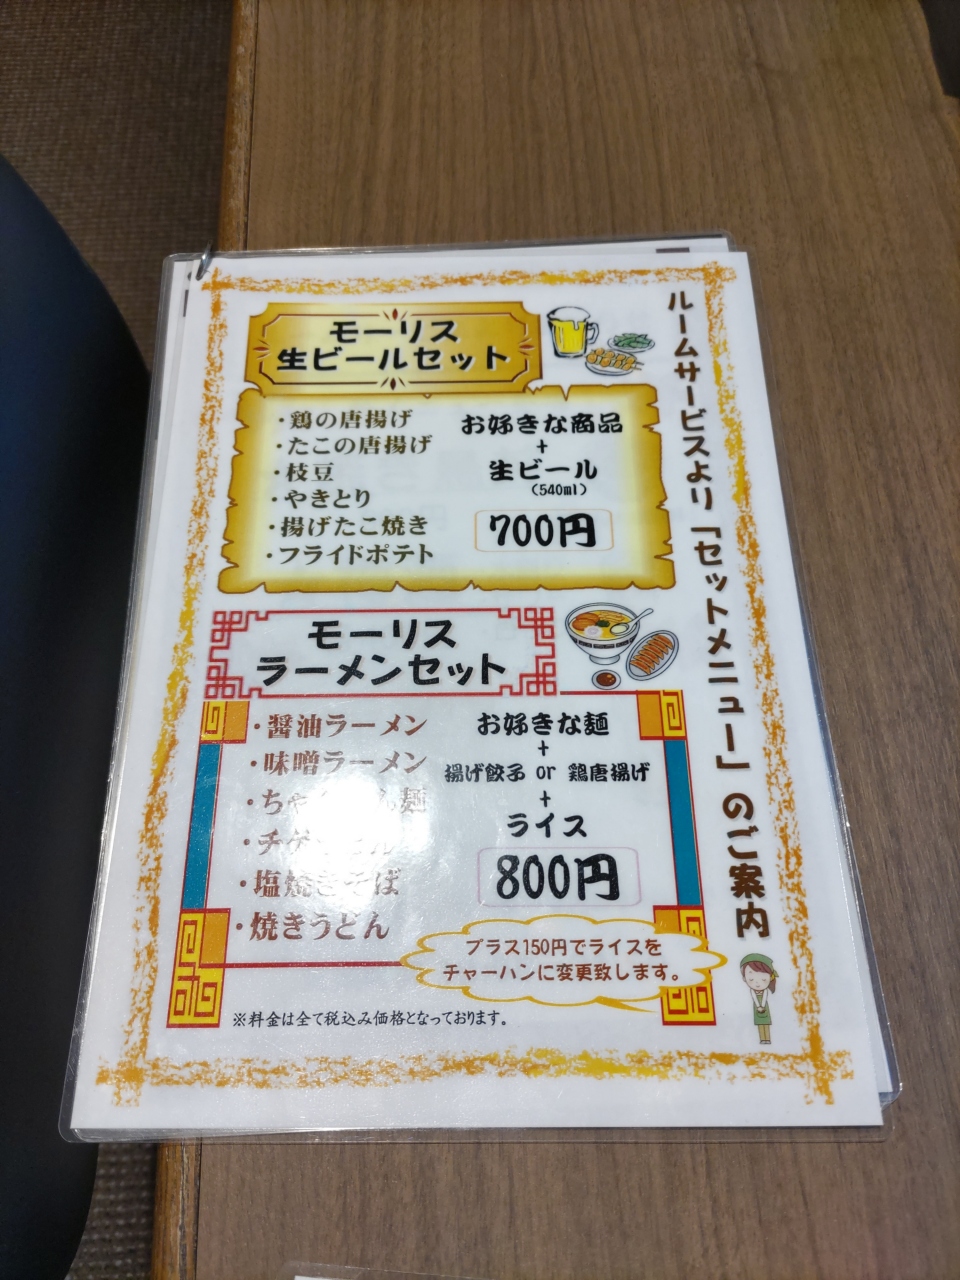 ルームサービスより「セットメニュー」のご案内
モーリス
生ビールセット
・鶏の唐揚げ
・たこの唐揚げ
・枝豆
・やきとり
・揚げたこ焼き
・フライドポテト
お好きな商品
+
生ビール
(540ml)
700円
モーリス
ラーメンセット
・醤油ラーメン
・味噌ラーメン
・塩焼きそば
・焼きうどん
お好きな麺
+
揚げ餃子 or 鶏唐揚げ
+
ライス
800円
プラス150円でライスを
チャーハンに変更致します。
※料金は全て税込み価格となっております。